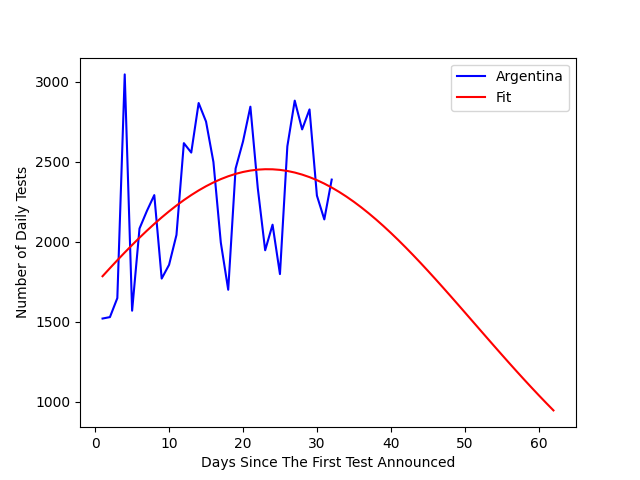 Argentina
Fit
3000
2500
2000
1500
1000
Number of Daily Tests
0 10 20 30 40 50 60
Days Since The First Test Announced